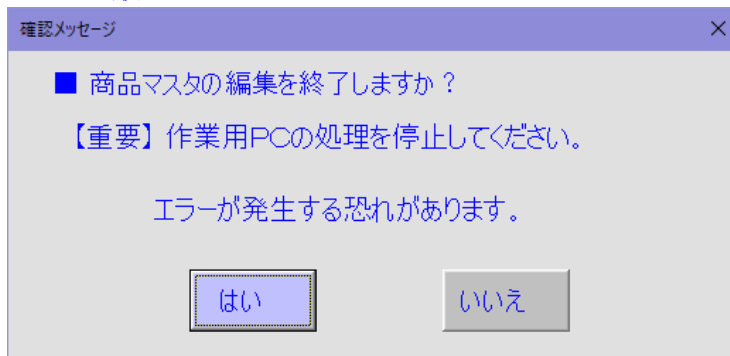 確認メッセージ
■ 商品マスタの編集を終了しますか？
【重要】作業用PCの処理を停止してください。
エラーが発生する恐れがあります。
はい いいえ